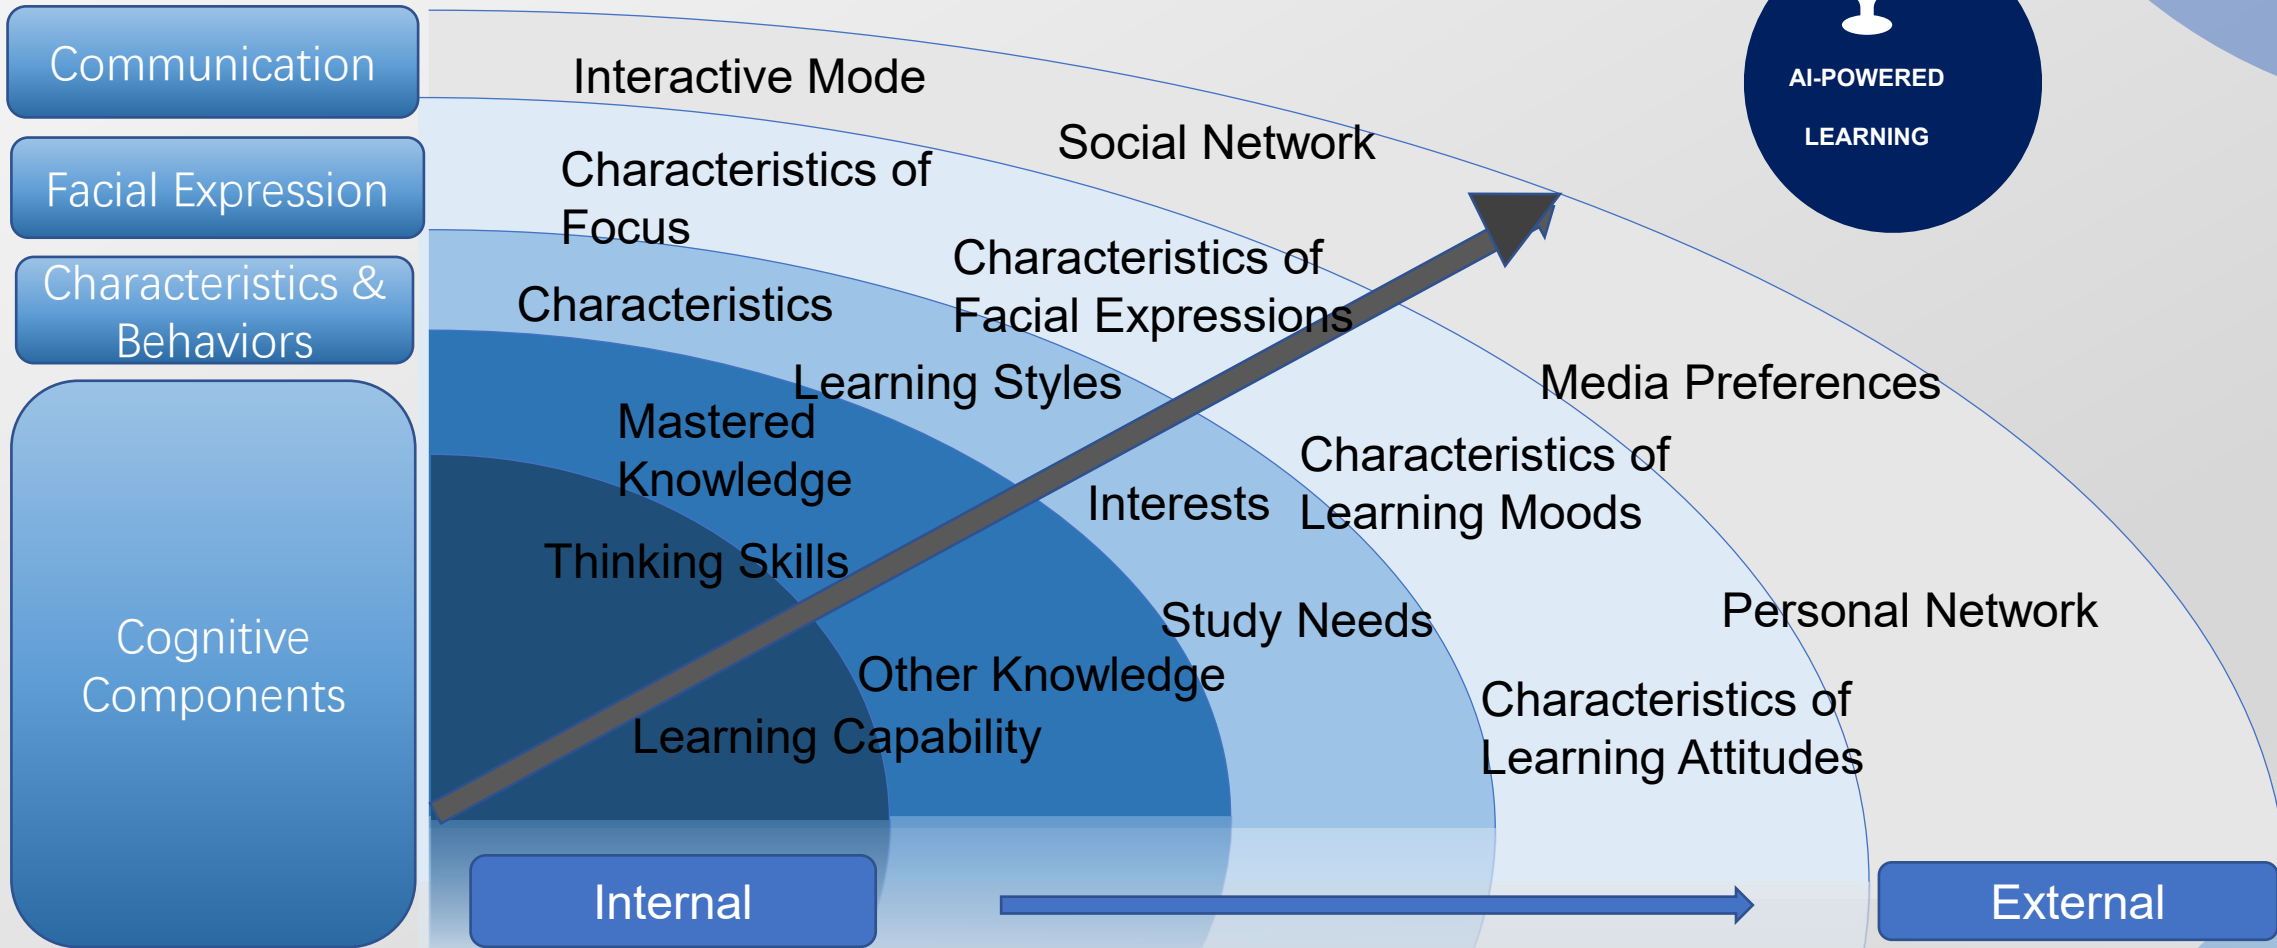 Communication
Interactive Mode
AI-POWERED
LEARNING
Social Network
Facial Expression
Characteristics of
Focus
Characteristics of
Facial Expressions
Characteristics &
Behaviors
Characteristics
Learning Styles
Media Preferences
Mastered
Knowledge
Characteristics of
Learning Moods
Interests
Thinking Skills
Study Needs
Personal Network
Cognitive
Components
Other Knowledge
Learning Capability
Characteristics of
Learning Attitudes
Internal
External